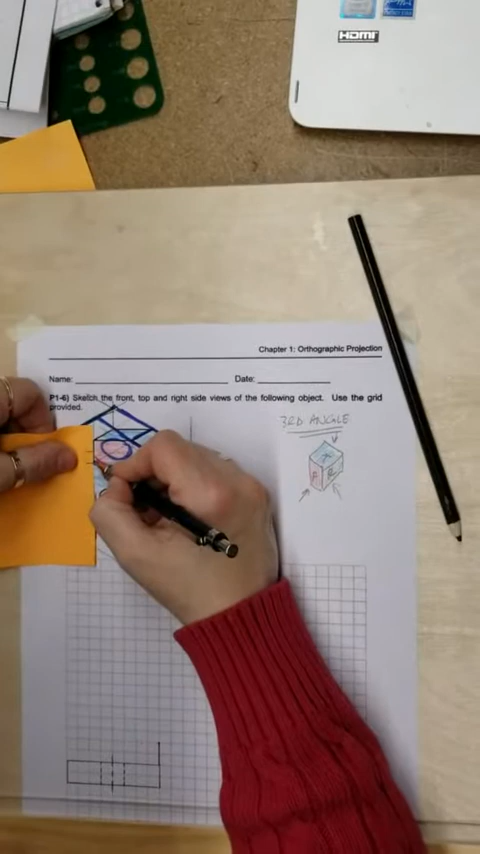 HDMI
Chapter 1: Orthographic Projection
Name: Date:
P1-6) Sketch the front, top and right side views of the following object. Use the grid
provided.
3RD ANGLE
F R